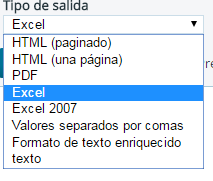 Tipo de salida
Excel
HTML (paginado)
HTML (una página)
PDF
Excel
Excel 2007
Valores separados por comas
Formato de texto enriquecido
texto